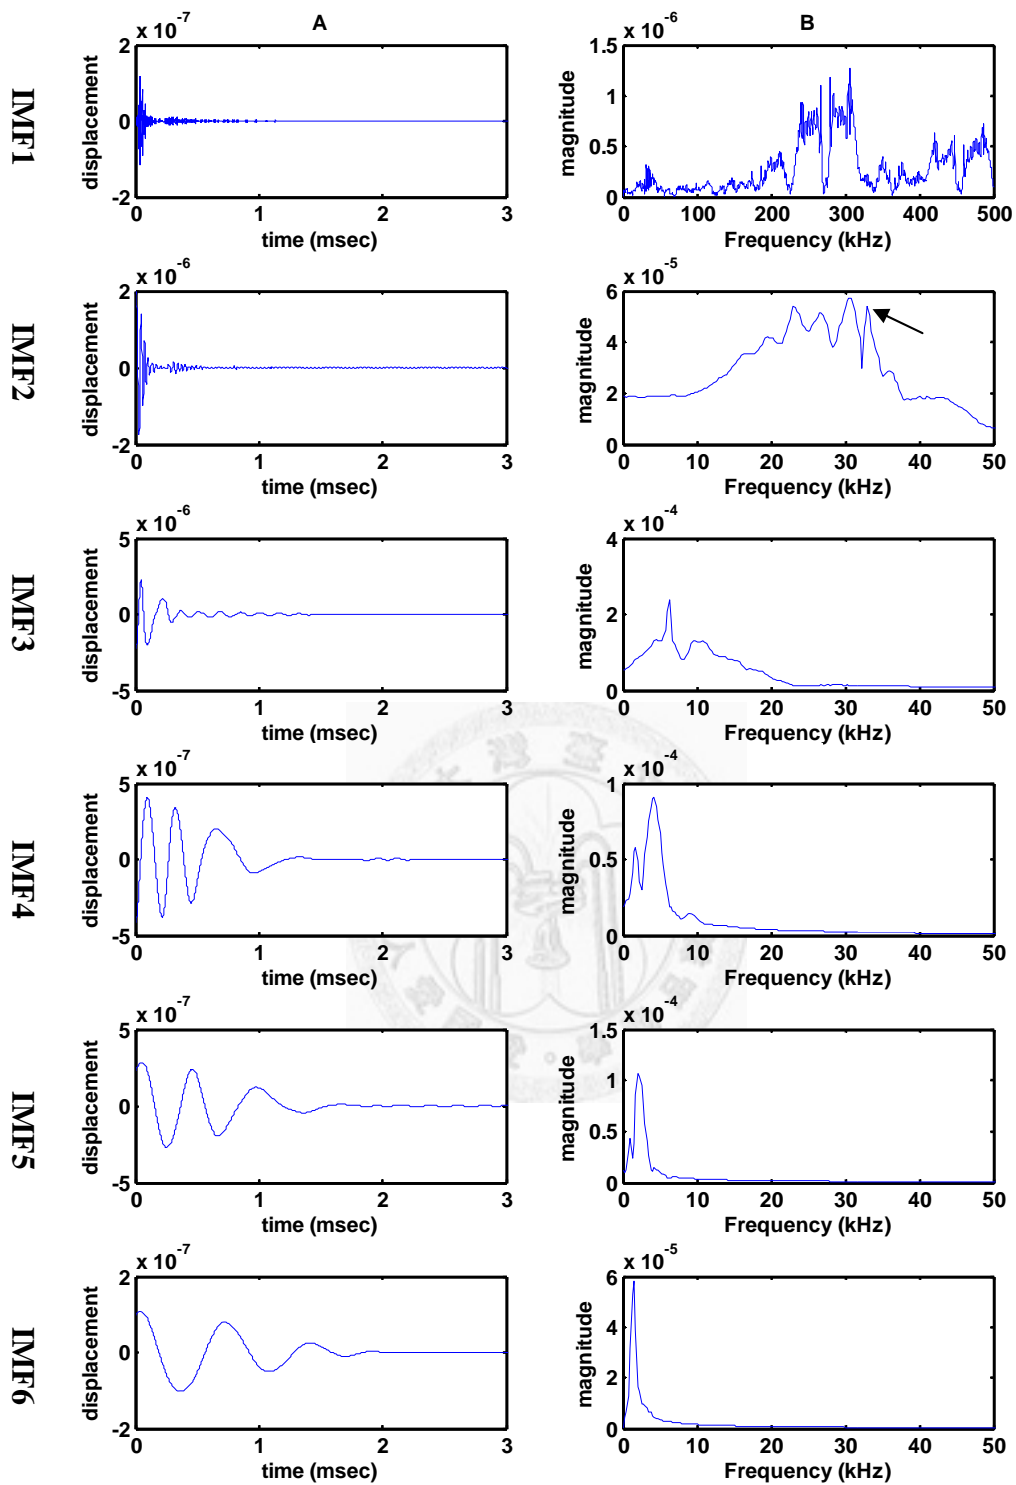 A
B
IMF1
x 10-7
2
0
-2
displacement
0 1 2 3
time (msec)
x 10-6
1.5
1
0.5
0
magnitude
0 100 200 300 400 500
Frequency (kHz)
IMF2
x 10-6
2
0
-2
displacement
0 1 2 3
time (msec)
x 10-5
6
4
2
0
magnitude
0 10 20 30 40 50
Frequency (kHz)
IMF3
x 10-6
5
0
-5
displacement
0 1 2 3
time (msec)
x 10-4
4
2
0
magnitude
0 10 20 30 40 50
Frequency (kHz)
IMF4
x 10-7
5
0
-5
displacement
0 1 2 3
time (msec)
x 10-4
1
0.5
0
magnitude
0 10 20 30 40 50
Frequency (kHz)
IMF5
x 10-7
5
0
-5
displacement
0 1 2 3
time (msec)
x 10-4
1.5
1
0.5
0
magnitude
0 10 20 30 40 50
Frequency (kHz)
IMF6
x 10-7
2
0
-2
displacement
0 1 2 3
time (msec)
x 10-5
6
4
2
0
magnitude
0 10 20 30 40 50
Frequency (kHz)